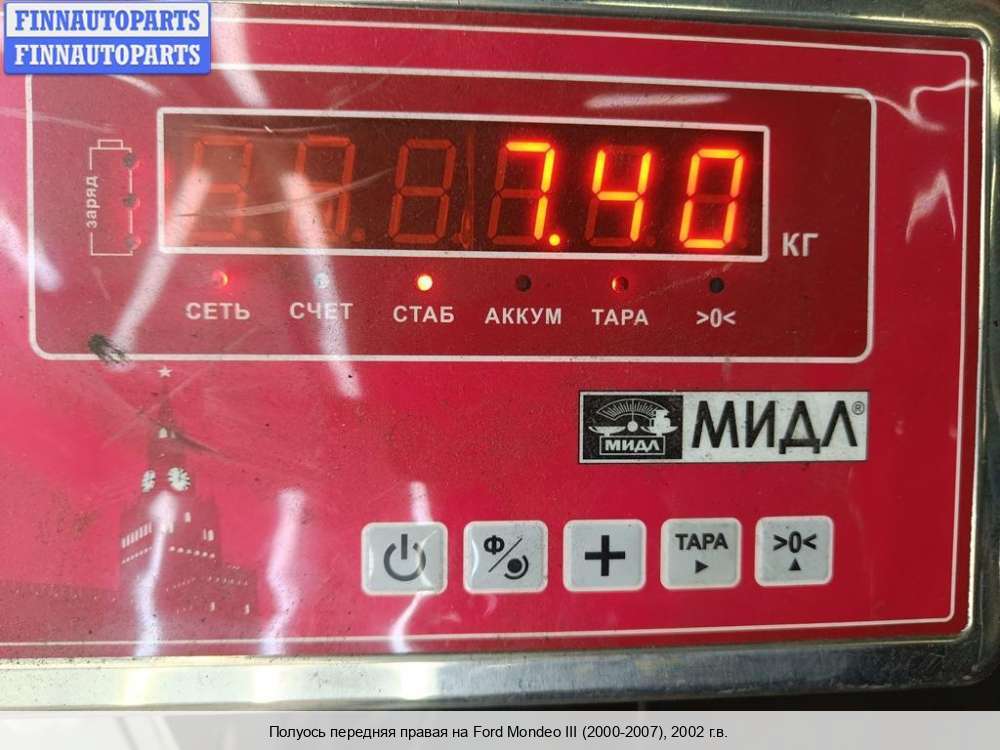 FINNAUTOPARTS
FINNAUTOPARTS
заряд
7.40
КГ
СЕТЬ СЧЕТ СТАБ АККУМ ТАРА >0<
МИДЛ
МИДЛ®
Ф
+
ТАРА
>0<
Полуось передняя правая на Ford Mondeo III (2000-2007), 2002 г.в.